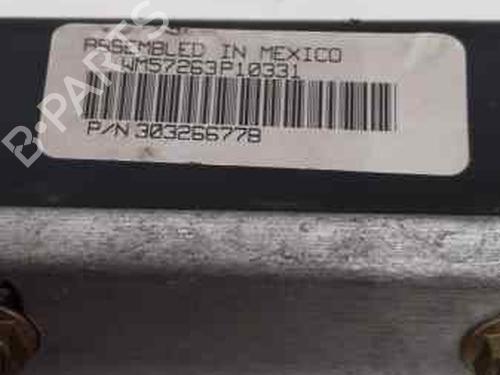 ASSEMBLED IN MEXICO
WM57263P10331
P/N 303266778
B-PARTS